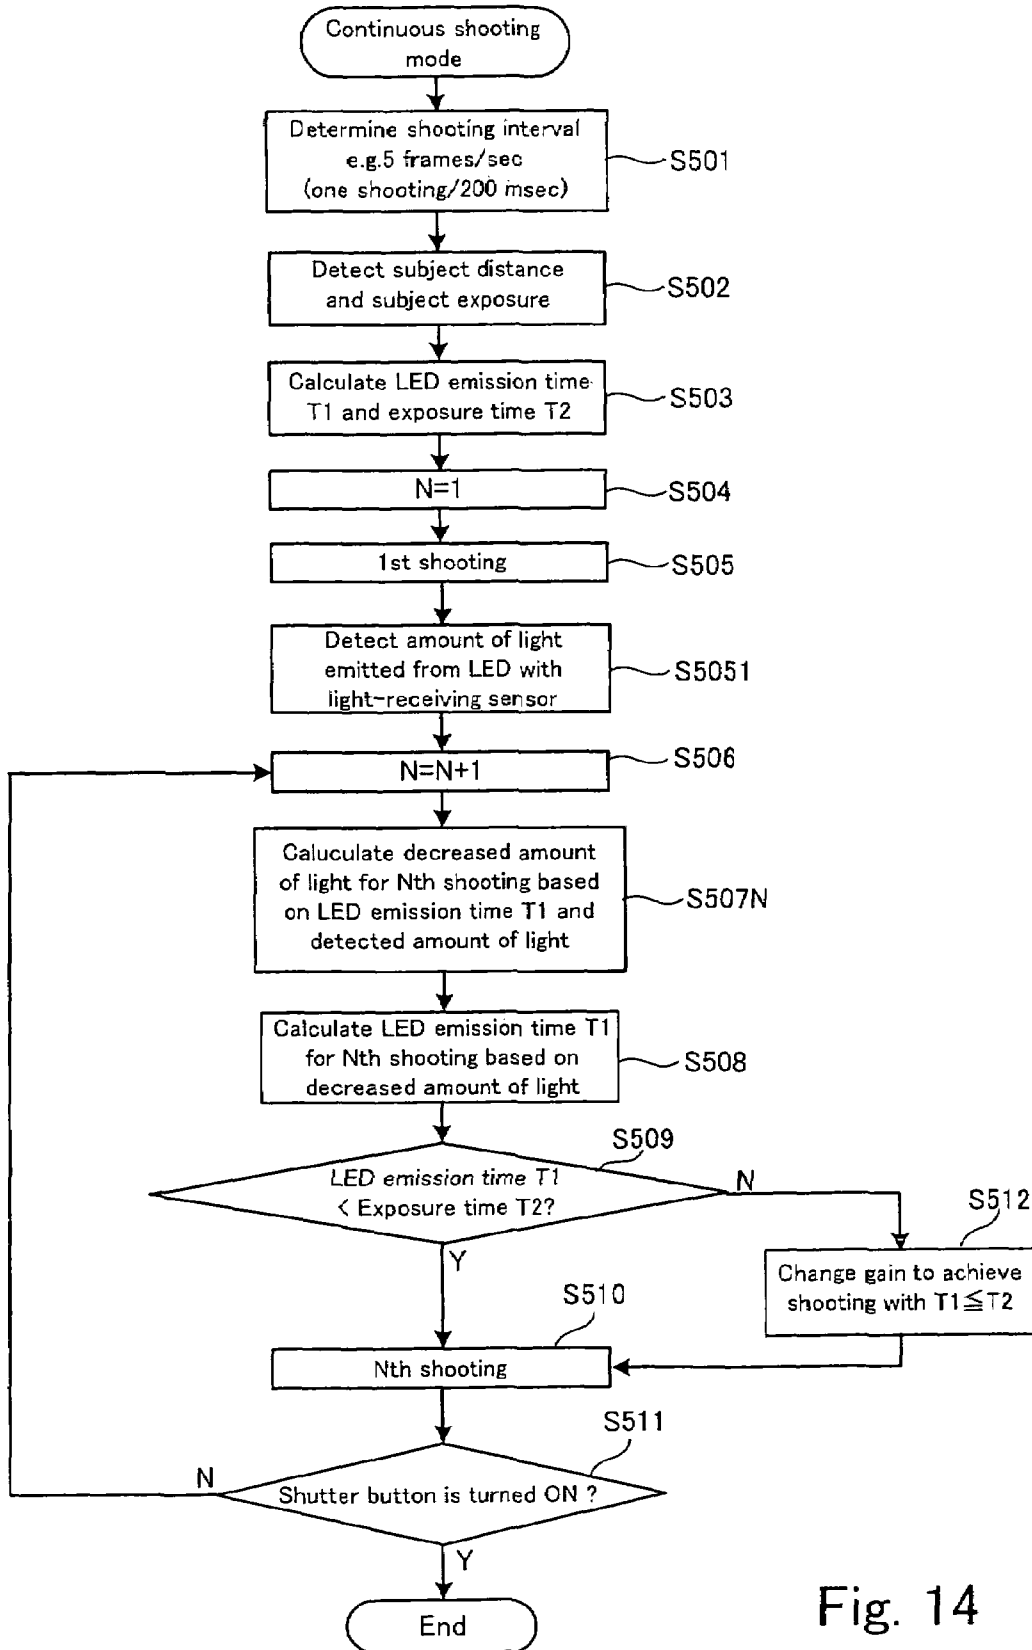 Continuous shooting
mode
Determine shooting interval
e.g.5 frames/sec
(one shooting/200 msec)
S501
Detect subject distance
and subject exposure
S502
Calculate LED emission time
T1 and exposure time T2
S503
N=1
S504
1st shooting
S505
Detect amount of light
emitted from LED with
light-receiving sensor
S5051
N=N+1
S506
Caluculate decreased amount
of light for Nth shooting based
on LED emission time T1 and
detected amount of light
S507N
Calculate LED emission time T1
for Nth shooting based on
decreased amount of light
S508
S509
LED emission time T1
< Exposure time T2?
N
Y
S512
Change gain to achieve
shooting with T1≦T2
S510
Nth shooting
S511
Shutter button is turned ON ?
N
Y
End
Fig. 14